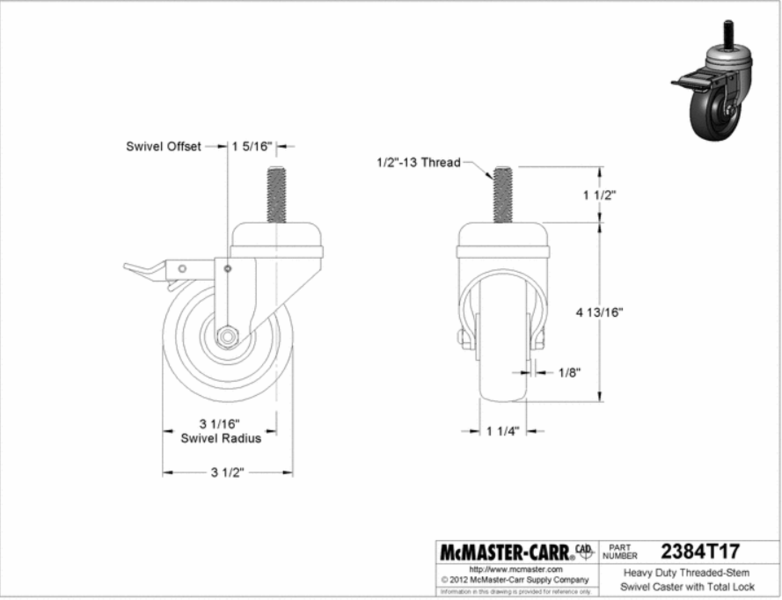 Swivel Offset
1 5/16"
1/2"-13 Thread
1 1/2"
4 13/16"
1/8"
3 1/16"
Swivel Radius
1 1/4"
3 1/2"
McMASTER-CARR® CAD
http://www.mcmaster.com
© 2012 McMaster-Carr Supply Company
Information in this drawing is provided for reference only.
PART
NUMBER
2384T17
Heavy Duty Threaded-Stem
Swivel Caster with Total Lock